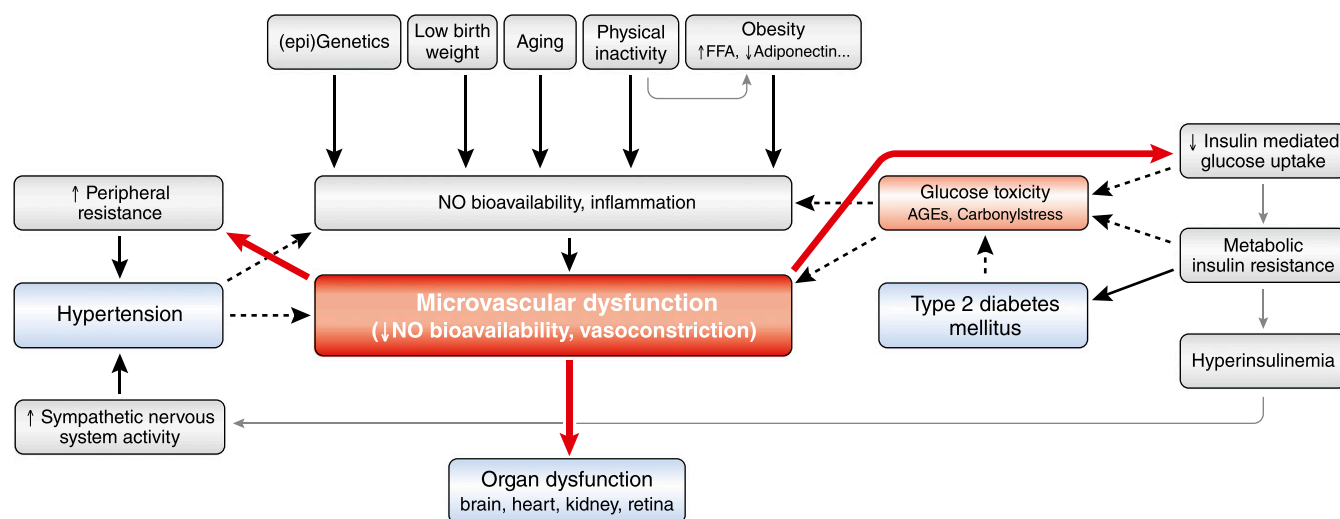 (epi)Genetics
Low birth
weight
Aging
Physical
inactivity
Obesity
↑FFA, ↓Adiponectin...
↓ Insulin mediated
glucose uptake
↑ Peripheral
resistance
NO bioavailability, inflammation
Glucose toxicity
AGEs, Carbonylstress
Metabolic
insulin resistance
Hypertension
Microvascular dysfunction
(↓NO bioavailability, vasoconstriction)
Type 2 diabetes
mellitus
Hyperinsulinemia
↑ Sympathetic nervous
system activity
Organ dysfunction
brain, heart, kidney, retina